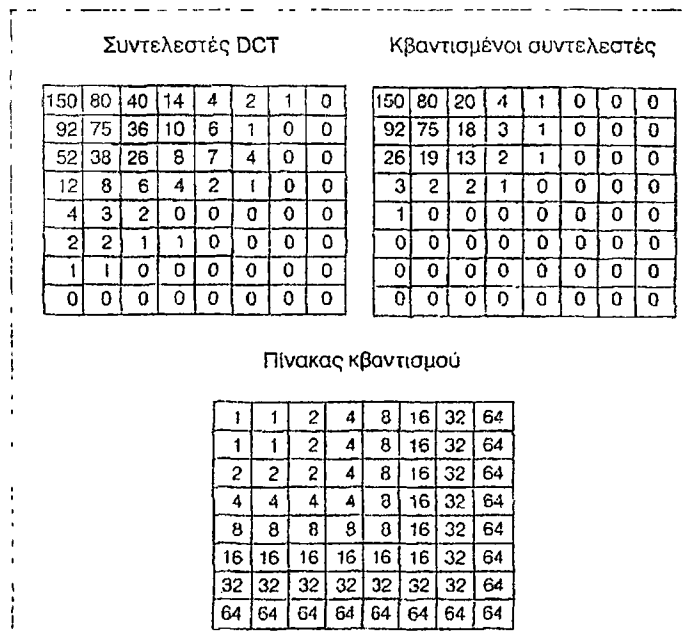 Συντελεστές DCT
150 80 40 14 4 2 1 0
92 75 36 10 6 1 0 0
52 38 26 8 7 4 0 0
12 8 6 4 2 1 0 0
4 3 2 0 0 0 0 0
2 2 1 1 0 0 0 0
1 1 0 0 0 0 0 0
0 0 0 0 0 0 0 0
Κβαντισμένοι συντελεστές
150 80 20 4 1 0 0 0
92 75 18 3 1 0 0 0
26 19 13 2 1 0 0 0
3 2 2 1 0 0 0 0
1 0 0 0 0 0 0 0
0 0 0 0 0 0 0 0
0 0 0 0 0 0 0 0
0 0 0 0 0 0 0 0
Πίνακας κβαντισμού
1 1 2 4 8 16 32 64
1 1 2 4 8 16 32 64
2 2 2 4 8 16 32 64
4 4 4 4 8 16 32 64
8 8 8 8 8 16 32 64
16 16 16 16 16 16 32 64
32 32 32 32 32 32 32 64
64 64 64 64 64 64 64 64